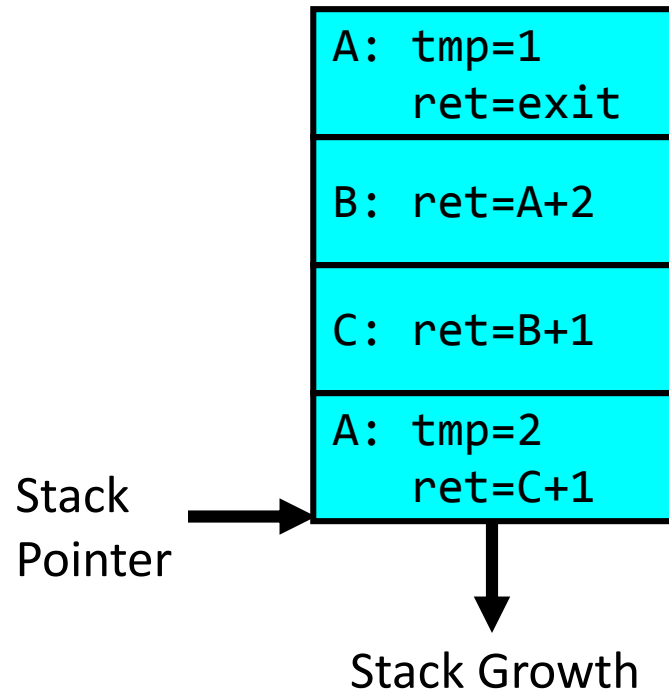 A: tmp=1
ret=exit
B: ret=A+2
C: ret=B+1
A: tmp=2
ret=C+1
Stack
Pointer
Stack Growth